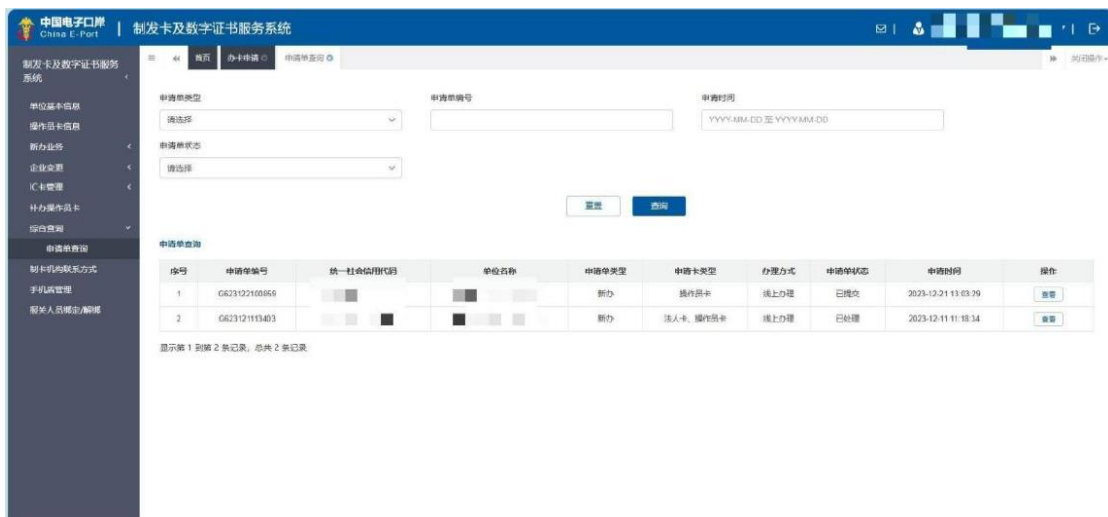 中国电子口岸
China E-Port
制发卡及数字证书服务系统
制发卡及数字证书服务
系统
首页
办卡申请
申请单查询
关闭操作
单位基本信息
操作员卡信息
新办业务
企业变更
IC卡管理
补办操作员卡
综合查询
申请单查询
制卡机构联系方式
手机盾管理
报关人员绑定/解绑
申请单类型
申请单编号
申请时间
请选择
YYYY-MM-DD 至 YYYY-MM-DD
申请单状态
请选择
重置
查询
申请单查询
序号 申请单编号 统一社会信用代码 单位名称 申请单类型 申请卡类型 办理方式 申请单状态 申请时间 操作
1 G623122100869 新办 操作员卡 线上办理 已提交 2023-12-21 13:03:29 查看
2 G623121113403 新办 法人卡、操作员卡 线上办理 已处理 2023-12-11 11:18:34 查看
显示第 1 到第 2 条记录，总共 2 条记录